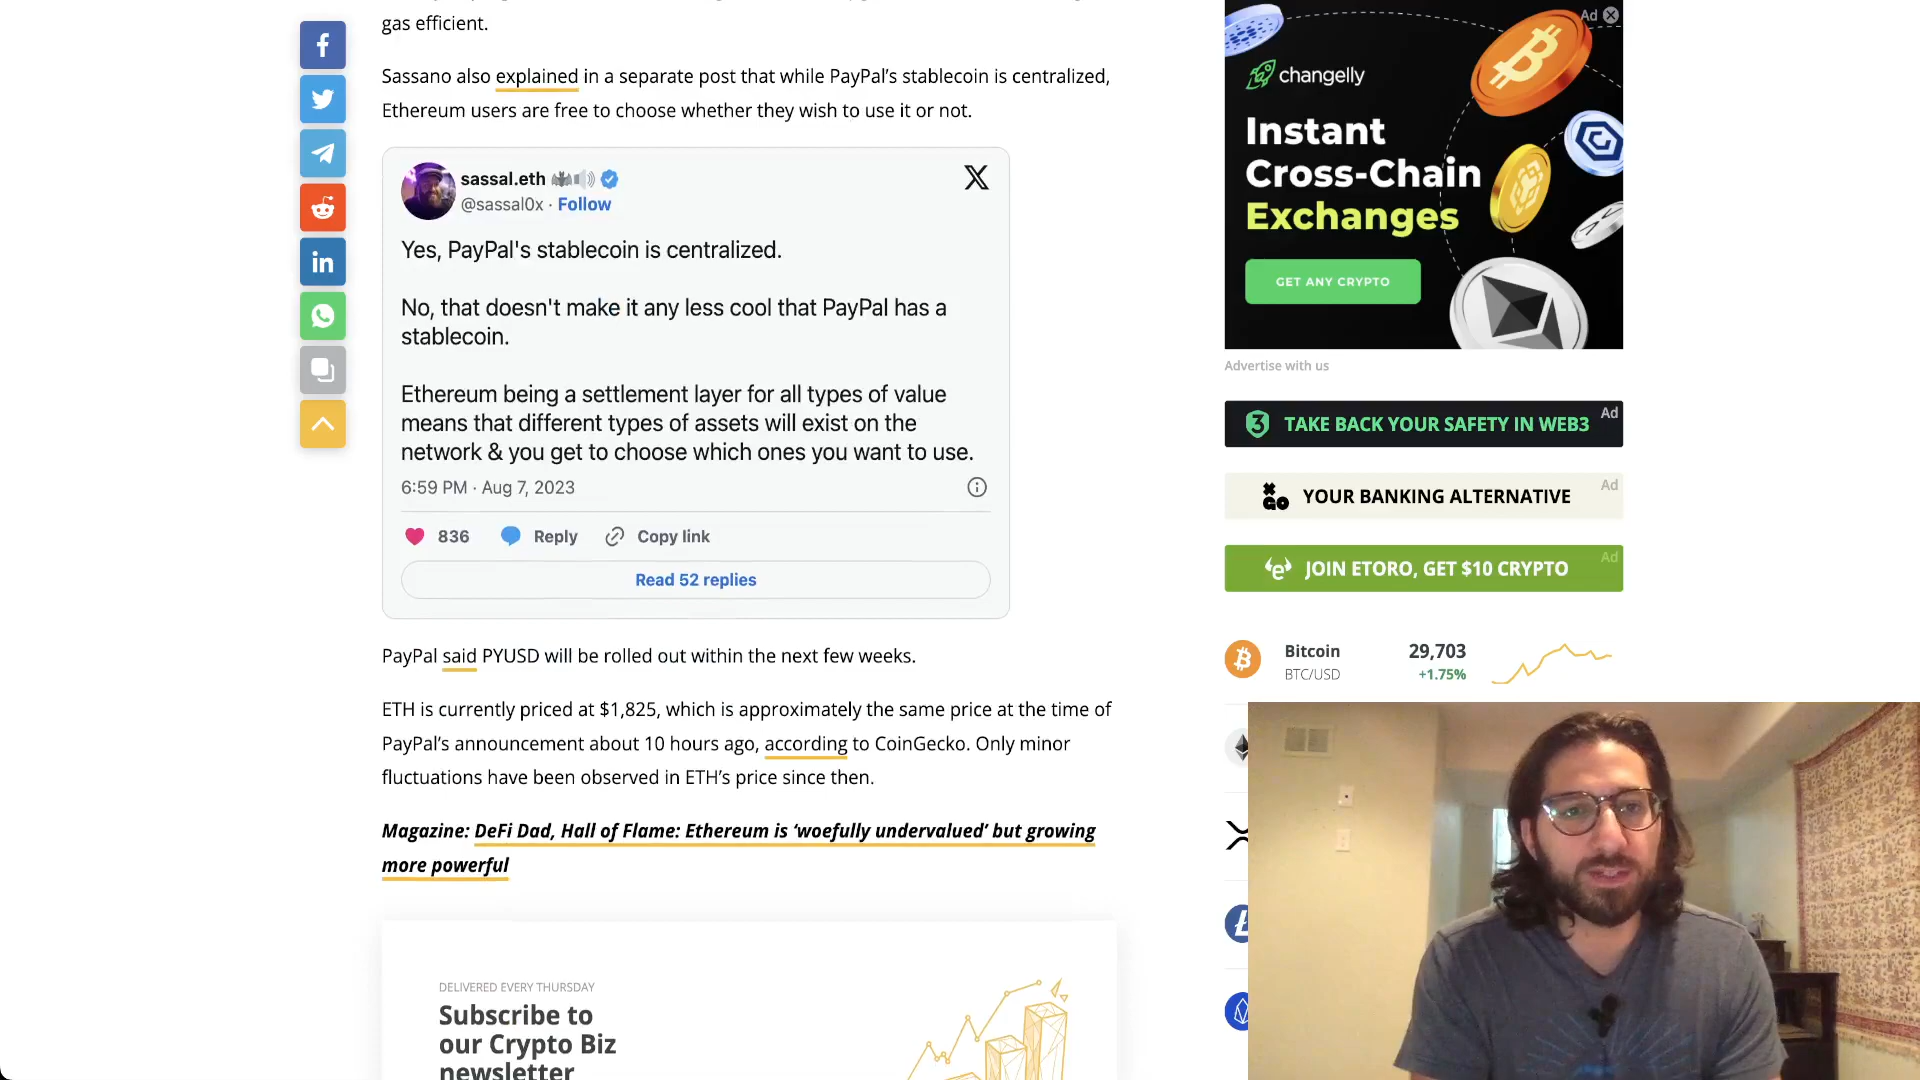 gas efficient.
Sassano also explained in a separate post that while PayPal’s stablecoin is centralized,
Ethereum users are free to choose whether they wish to use it or not.
sassal.eth
@sassal0x · Follow
Yes, PayPal's stablecoin is centralized.
No, that doesn't make it any less cool that PayPal has a
stablecoin.
Ethereum being a settlement layer for all types of value
means that different types of assets will exist on the
network & you get to choose which ones you want to use.
6:59 PM · Aug 7, 2023
836 Reply Copy link
Read 52 replies
PayPal said PYUSD will be rolled out within the next few weeks.
ETH is currently priced at $1,825, which is approximately the same price at the time of
PayPal’s announcement about 10 hours ago, according to CoinGecko. Only minor
fluctuations have been observed in ETH’s price since then.
Magazine: DeFi Dad, Hall of Flame: Ethereum is ‘woefully undervalued’ but growing
more powerful
DELIVERED EVERY THURSDAY
Subscribe to
our Crypto Biz
newsletter
Ad
changelly
Instant
Cross-Chain
Exchanges
GET ANY CRYPTO
Advertise with us
TAKE BACK YOUR SAFETY IN WEB3 Ad
YOUR BANKING ALTERNATIVE Ad
JOIN ETORO, GET $10 CRYPTO Ad
Bitcoin 29,703
BTC/USD +1.75%